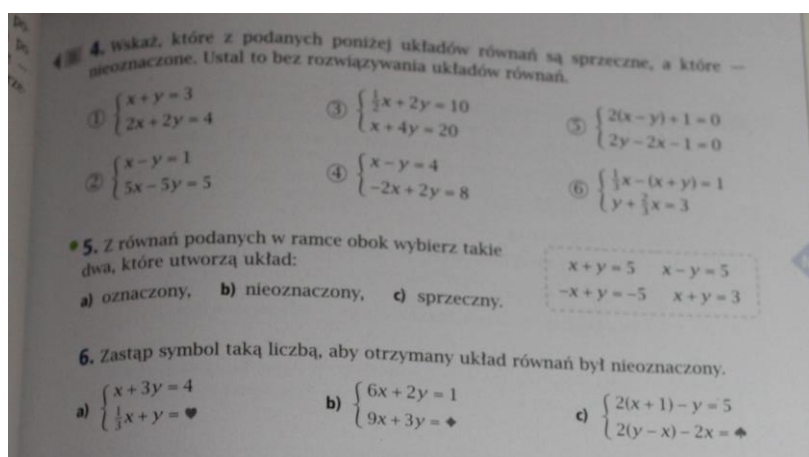 po.
po
rze.
4. Wskaż, które z podanych poniżej układów równań są sprzeczne, a które —
nieoznaczone. Ustal to bez rozwiązywania układów równań.
① { x + y = 3
2x + 2y = 4
③ { ½x + 2y = 10
x + 4y = 20
⑤ { 2(x − y) + 1 = 0
2y − 2x − 1 = 0
② { x − y = 1
5x − 5y = 5
④ { x − y = 4
−2x + 2y = 8
⑥ { ⅓x − (x + y) = 1
y + ⅔x = 3
5. Z równań podanych w ramce obok wybierz takie
dwa, które utworzą układ:
a) oznaczony, b) nieoznaczony, c) sprzeczny.
x + y = 5 x − y = 5
−x + y = −5 x + y = 3
6. Zastąp symbol taką liczbą, aby otrzymany układ równań był nieoznaczony.
a) { x + 3y = 4
⅓x + y = ♥
b) { 6x + 2y = 1
9x + 3y = ♦
c) { 2(x + 1) − y = 5
2(y − x) − 2x = ♠